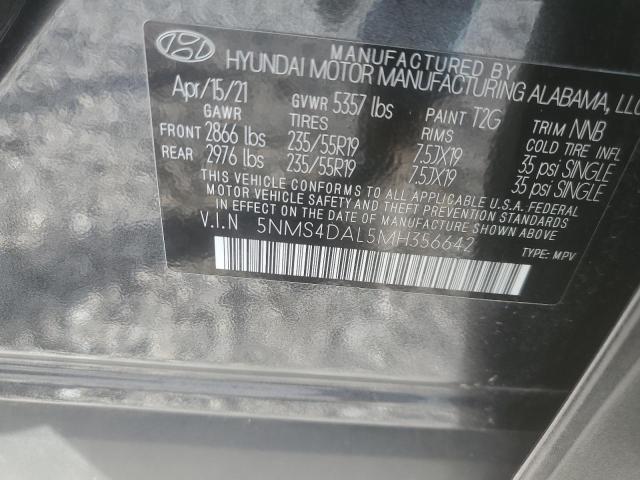 MANUFACTURED BY
HYUNDAI MOTOR MANUFACTURING ALABAMA, LLC
Apr/15/21 GVWR 5357 lbs PAINT T2G TRIM NNB
GAWR TIRES RIMS COLD TIRE INFL
FRONT 2866 lbs 235/55R19 7.5JX19 35 psi SINGLE
REAR 2976 lbs 235/55R19 7.5JX19 35 psi SINGLE
THIS VEHICLE CONFORMS TO ALL APPLICABLE U.S.A. FEDERAL
MOTOR VEHICLE SAFETY AND THEFT PREVENTION STANDARDS
IN EFFECT ON THE DATE OF MANUFACTURE SHOWN ABOVE.
V.I.N 5NMS4DAL5MH356642
TYPE: MPV